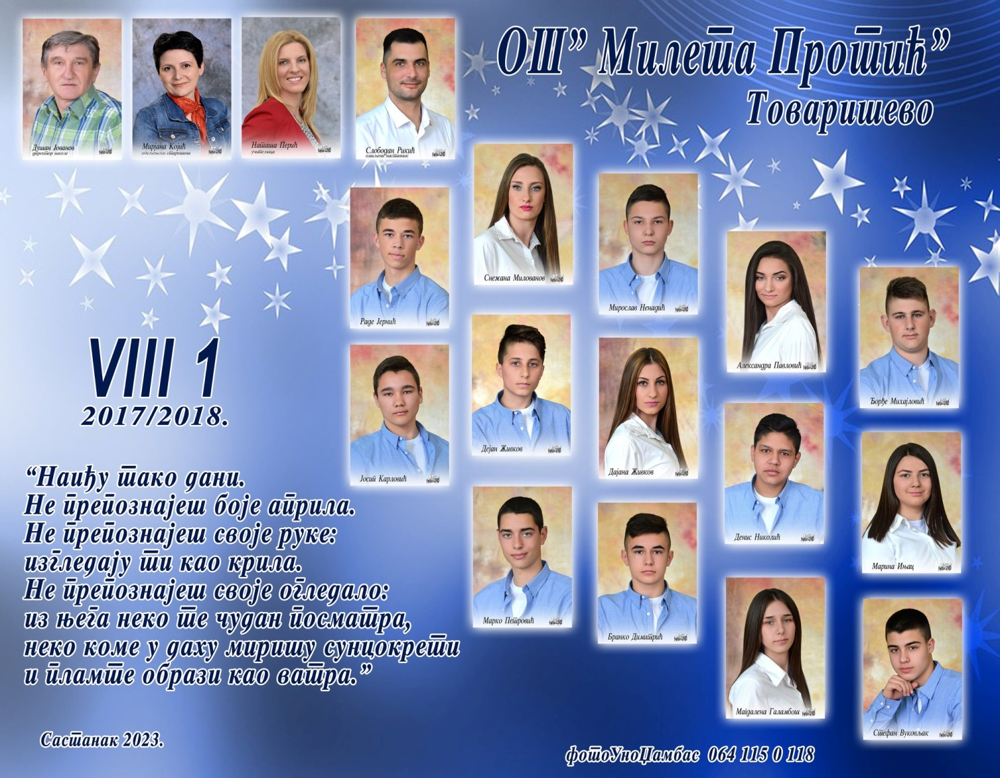 ОШ” Милета Протић”
Товаришево
Душан Јованов
директор школе
Мирјана Којић
одељењски старешина
Наташа Перић
учитељица
Слободан Рикић
омиљени наставник
Раде Јернић
Снежана Милованов
Мирослав Ненадић
Александра Павловић
Ђорђе Михајловић
Јосип Карловић
Дејан Живков
Дајана Живков
Денис Николић
Марина Ињац
Марко Петровић
Бранко Димитрић
Магдалена Галамбош
Стефан Вуковљак
VIII 1
2017/2018.
“Наиђу тако дани.
Не препознајеш боје априла.
Не препознајеш своје руке:
изгледају ти као крила.
Не препознајеш своје огледало:
из њега неко те чудан посматра,
неко коме у даху миришу сунцокрети
и пламте образи као ватра.”
Састанак 2023.
фотоУноЏамбас 064 115 0 118